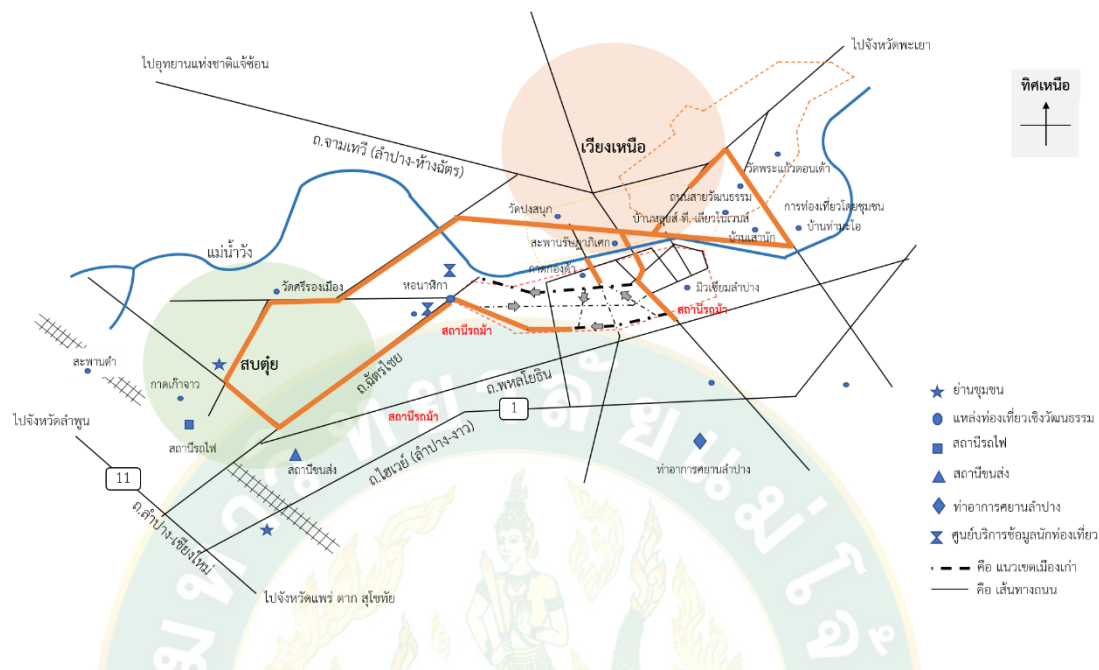 ไปจังหวัดพะเยา
ไปอุทยานแห่งชาติแจ้ซ้อน
ทิศเหนือ
ถ.จามเทวี (ลำปาง-ห้างฉัตร)
เวียงเหนือ
วัดพระแก้วดอนเต้า
ถนนสายวัฒนธรรม
วัดปงสนุก
การท่องเที่ยวโดยชุมชน
บ้านหลุยส์-ที.-เลียวโนเวนส์
บ้านท่ามะโอ
บ้านเสานัก
สะพานรัษฎาภิเศก
แม่น้ำวัง
กาดกองต้า
หอนาฬิกา
วัดศรีรองเมือง
มิวเซียมลำปาง
สถานีรถม้า
สถานีรถม้า
สบตุ๋ย
สะพานดำ
ถ.ฉัตรไชย
ถ.พหลโยธิน
กาดเก๊าจาว
ย่านชุมชน
1
สถานีรถม้า
ไปจังหวัดลำพูน
แหล่งท่องเที่ยวเชิงวัฒนธรรม
สถานีรถไฟ
สถานีรถไฟ
ถ.ไฮเวย์ (ลำปาง-งาว)
สถานีขนส่ง
ท่าอาการศยานลำปาง
สถานีขนส่ง
11
ท่าอาการศยานลำปาง
ถ.ลำปาง-เชียงใหม่
ศูนย์บริการข้อมูลนักท่องเที่ยว
คือ แนวเขตเมืองเก่า
คือ เส้นทางถนน
ไปจังหวัดแพร่ ตาก สุโขทัย
มหาวิทยาลัยแม่โจ้